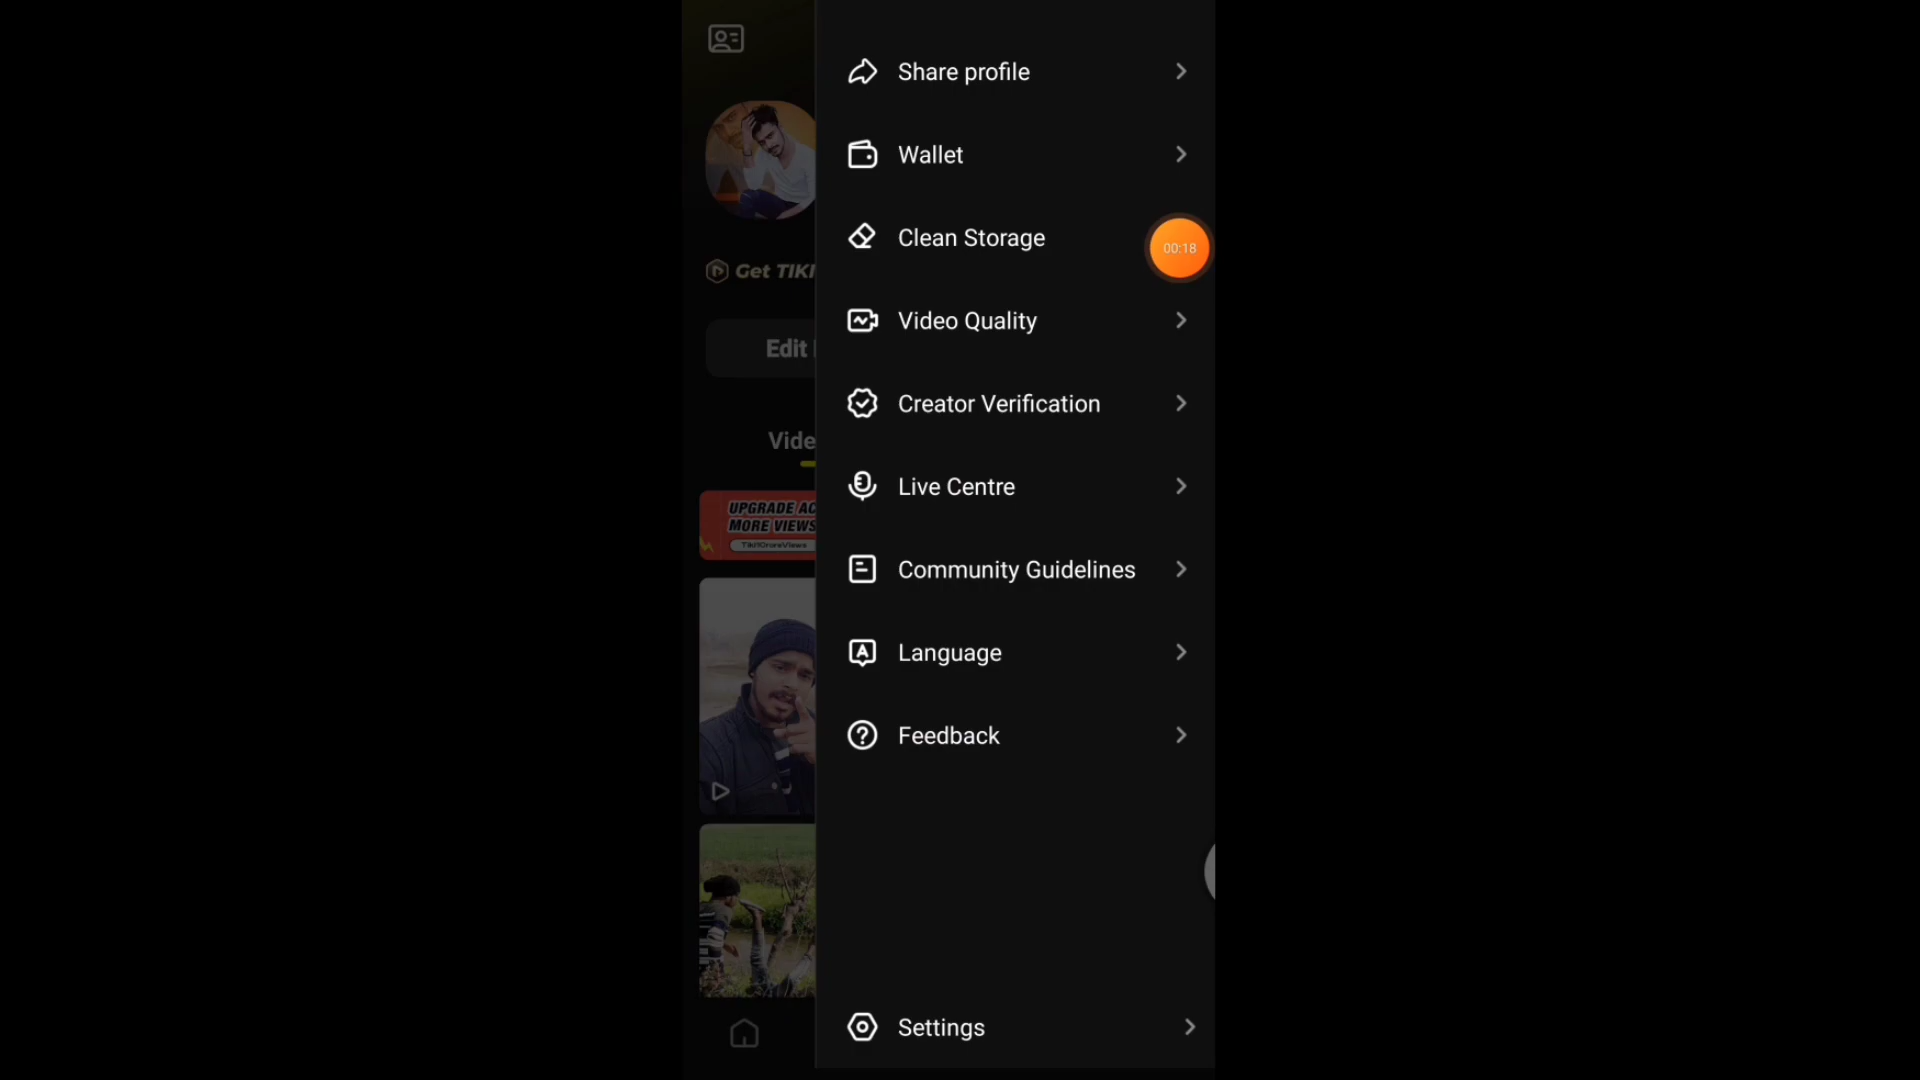 Share profile
Wallet
Clean Storage
00:18
Get TIKI
Video Quality
Edit
Creator Verification
Vide
Live Centre
UPGRADE AC
MORE VIEWS
Tiki1CroreViews
Community Guidelines
Language
Feedback
Settings